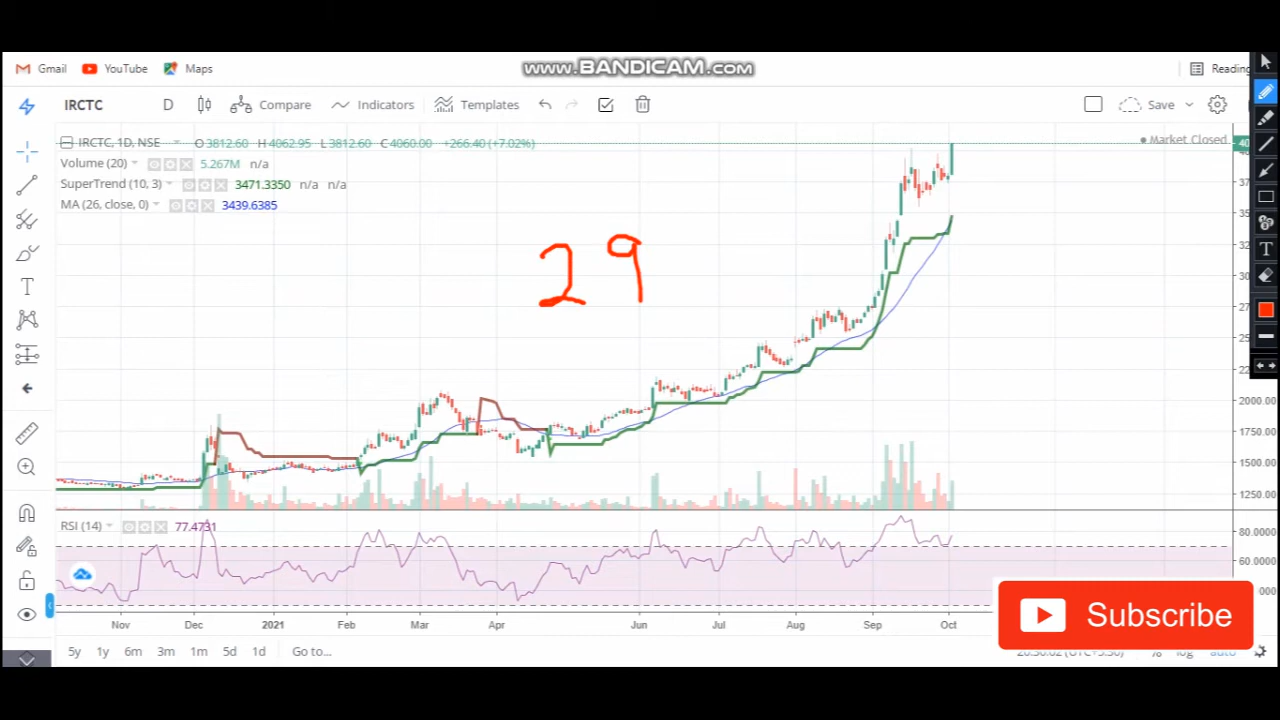 www.BANDICAM.com
Gmail YouTube Maps Reading
IRCTC D Compare Indicators Templates Save
IRCTC, 1D, NSE O 3812.60 H 4062.95 L 3812.60 C 4060.00 +266.40 (+7.02%) Market Closed
Volume (20) 5.267M n/a
SuperTrend (10, 3) 3471.3350 n/a n/a
MA (26, close, 0) 3439.6385
29
2000.00
1750.00
1500.00
1250.00
RSI (14) 77.4731
80.0000
60.0000
Nov Dec 2021 Feb Mar Apr Jun Jul Aug Sep Oct
Subscribe
5y 1y 6m 3m 1m 5d 1d Go to... % log auto